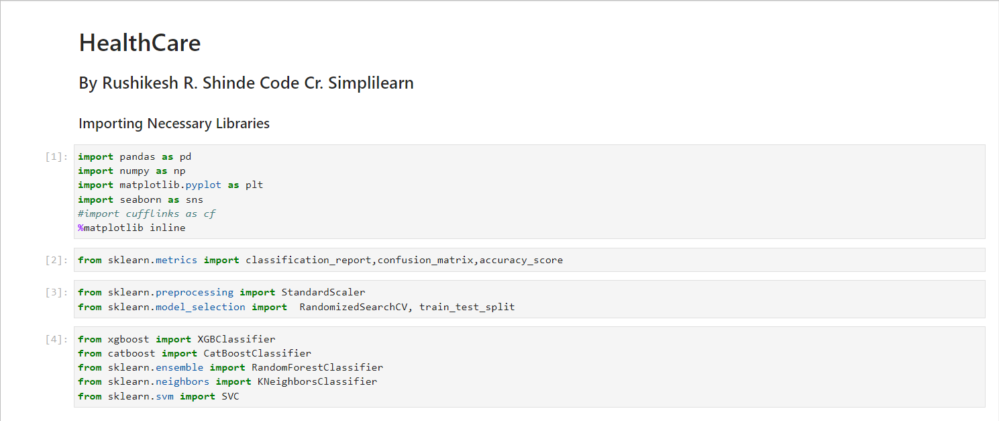 HealthCare
By Rushikesh R. Shinde Code Cr. Simplilearn
Importing Necessary Libraries
[1]:
import pandas as pd
import numpy as np
import matplotlib.pyplot as plt
import seaborn as sns
#import cufflinks as cf
%matplotlib inline
[2]:
from sklearn.metrics import classification_report,confusion_matrix,accuracy_score
[3]:
from sklearn.preprocessing import StandardScaler
from sklearn.model_selection import  RandomizedSearchCV, train_test_split
[4]:
from xgboost import XGBClassifier
from catboost import CatBoostClassifier
from sklearn.ensemble import RandomForestClassifier
from sklearn.neighbors import KNeighborsClassifier
from sklearn.svm import SVC